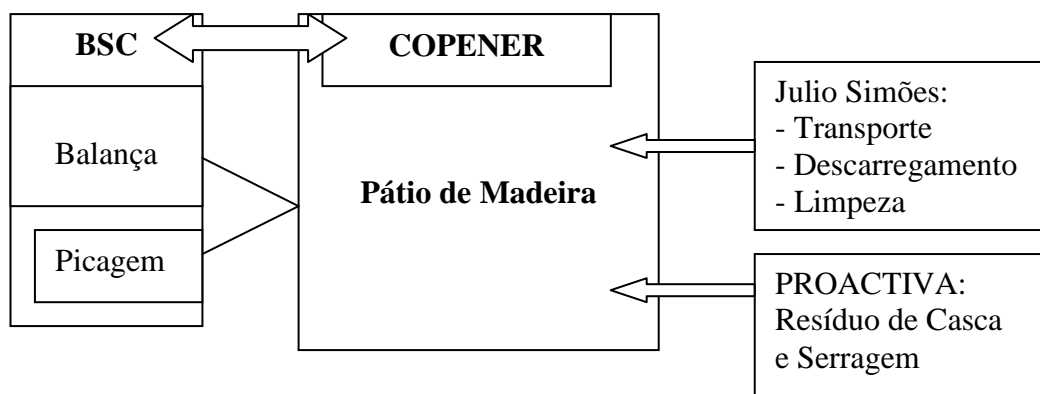 BSC
Balança
Picagem
COPENER
Pátio de Madeira
Julio Simões:
- Transporte
- Descarregamento
- Limpeza
PROACTIVA:
Resíduo de Casca
e Serragem